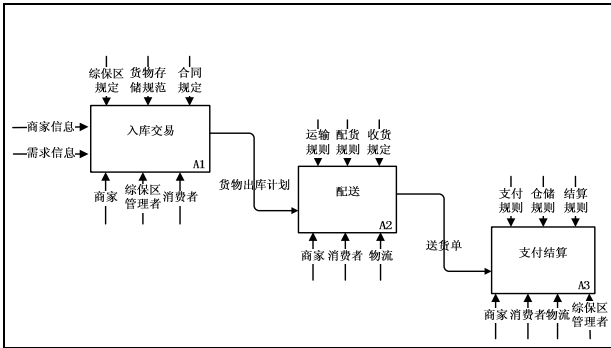 综保区
规定
货物存
储规范
合同
规定
商家信息
需求信息
入库交易
A1
商家
综保区
管理者
消费者
货物出库计划
运输
规则
配货
规则
收货
规定
配送
A2
商家
消费者
物流
送货单
支付
规则
仓储
规则
结算
规则
支付结算
A3
商家
消费者
物流
综保区
管理者